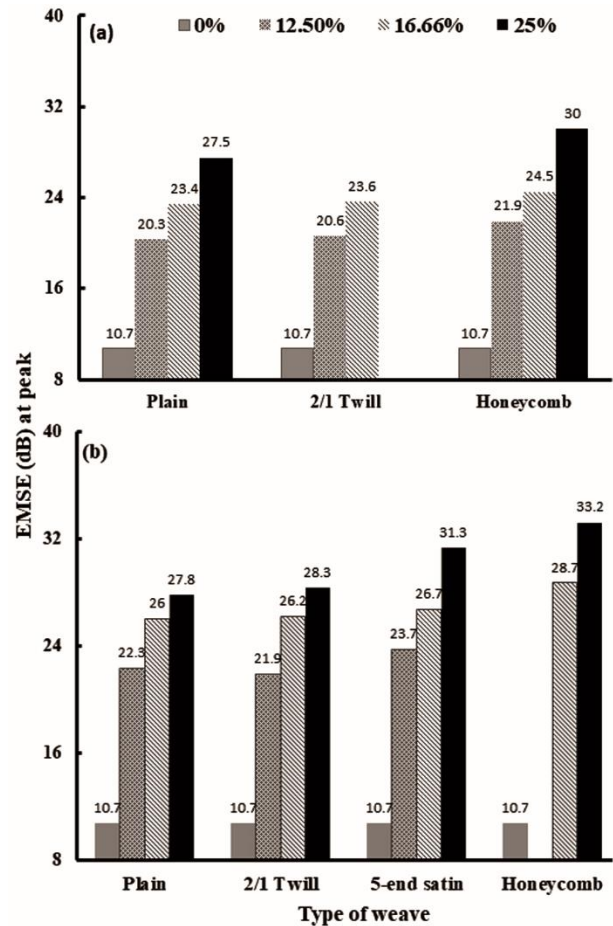 (a)
0% 12.50% 16.66% 25%
40
32
24
16
8
10.7 20.3 23.4 27.5
10.7 20.6 23.6
10.7 21.9 24.5 30
Plain 2/1 Twill Honeycomb
EMSE (dB) at peak
(b)
40
32
24
16
8
10.7 22.3 26 27.8
10.7 21.9 26.2 28.3
10.7 23.7 26.7 31.3
10.7 28.7 33.2
Plain 2/1 Twill 5-end satin Honeycomb
Type of weave